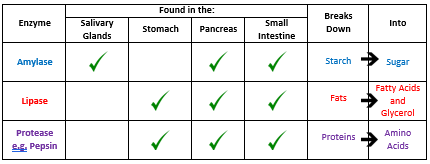 Enzyme
Found in the:
Breaks Down
Into
Salivary Glands
Stomach
Pancreas
Small Intestine
Amylase
Starch
Sugar
Lipase
Fats
Fatty Acids and Glycerol
Protease e.g. Pepsin
Proteins
Amino Acids